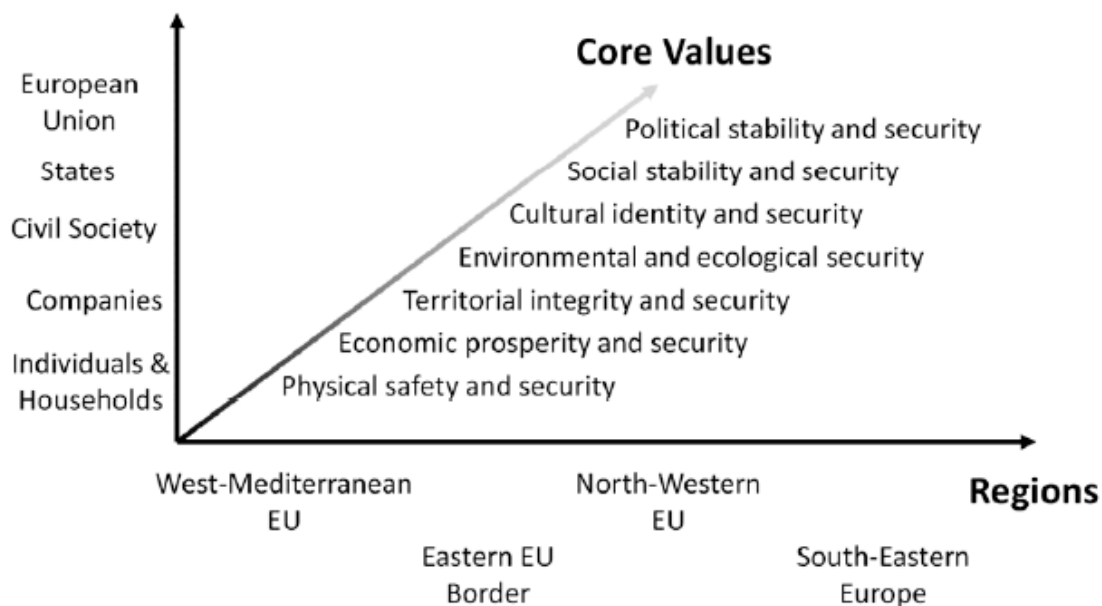 Core Values
European
Union
Political stability and security
States
Social stability and security
Cultural identity and security
Civil Society
Environmental and ecological security
Companies
Territorial integrity and security
Economic prosperity and security
Individuals &
Households
Physical safety and security
West-Mediterranean
EU
North-Western
EU
Regions
Eastern EU
Border
South-Eastern
Europe